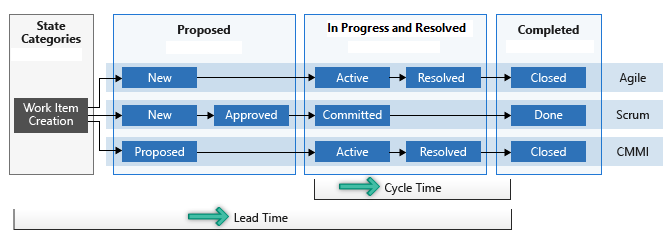 State
Categories
Proposed
In Progress and Resolved
Completed
New
Active
Resolved
Closed
Agile
Work Item
Creation
New
Approved
Committed
Done
Scrum
Proposed
Active
Resolved
Closed
CMMI
Cycle Time
Lead Time